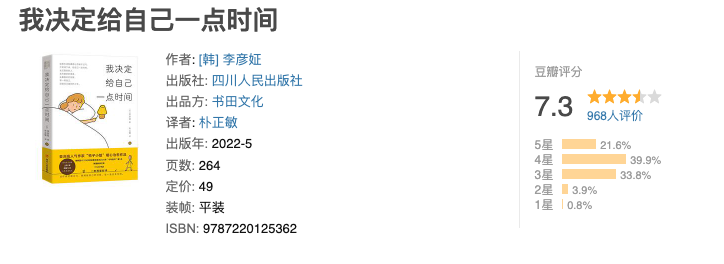 我决定给自己一点时间
我决定
给自己
一点时间
作者: [韩] 李彦姃
出版社: 四川人民出版社
出品方: 书田文化
译者: 朴正敏
出版年: 2022-5
页数: 264
定价: 49
装帧: 平装
ISBN: 9787220125362
豆瓣评分
7.3
968人评价
5星 21.6%
4星 39.9%
3星 33.8%
2星 3.9%
1星 0.8%